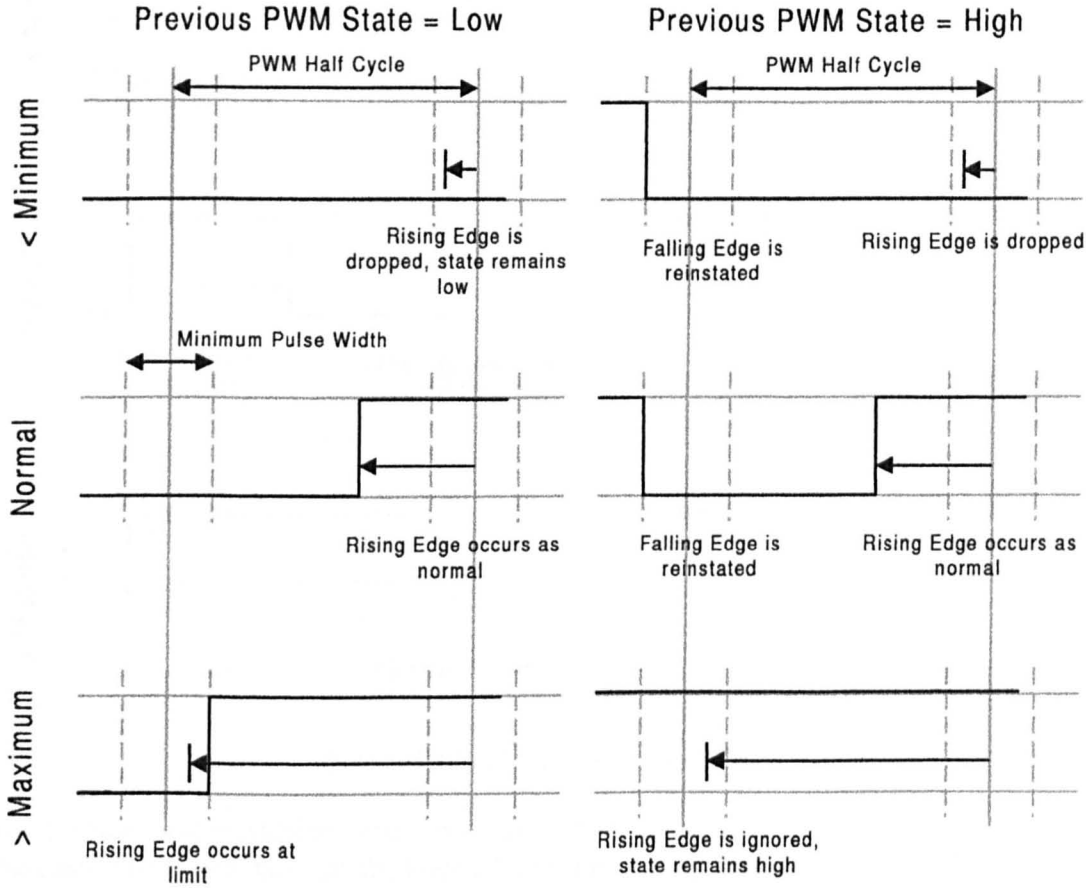 Previous PWM State = Low
Previous PWM State = High
< Minimum
PWM Half Cycle
PWM Half Cycle
Rising Edge is
dropped, state remains
low
Falling Edge is
reinstated
Rising Edge is dropped
Normal
Minimum Pulse Width
Rising Edge occurs as
normal
Falling Edge is
reinstated
Rising Edge occurs as
normal
> Maximum
Rising Edge occurs at
limit
Rising Edge is ignored,
state remains high